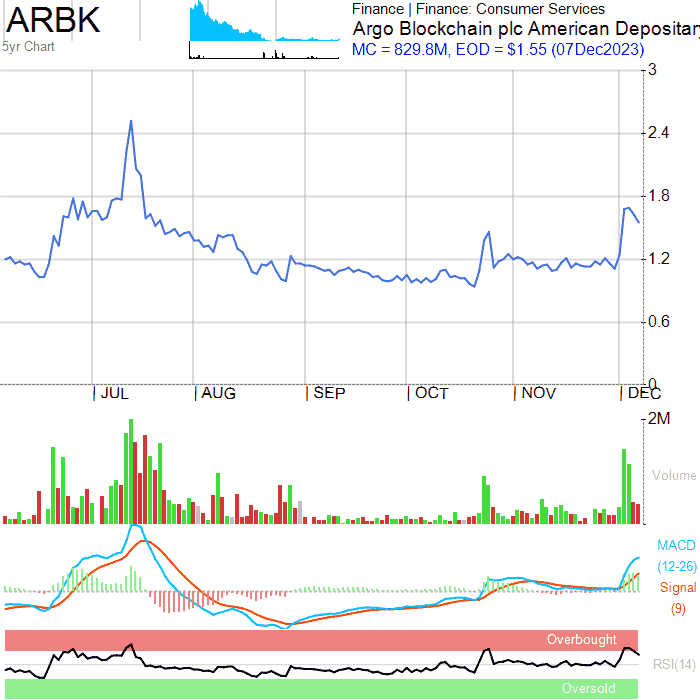 ARBK
5yr Chart
Finance | Finance: Consumer Services
Argo Blockchain plc American Depositary
MC = 829.8M, EOD = $1.55 (07Dec2023)
3
2.4
1.8
1.2
0.6
0
JUL AUG SEP OCT NOV DEC
2M
Volume
MACD
(12-26)
Signal
(9)
Overbought
RSI(14)
Oversold